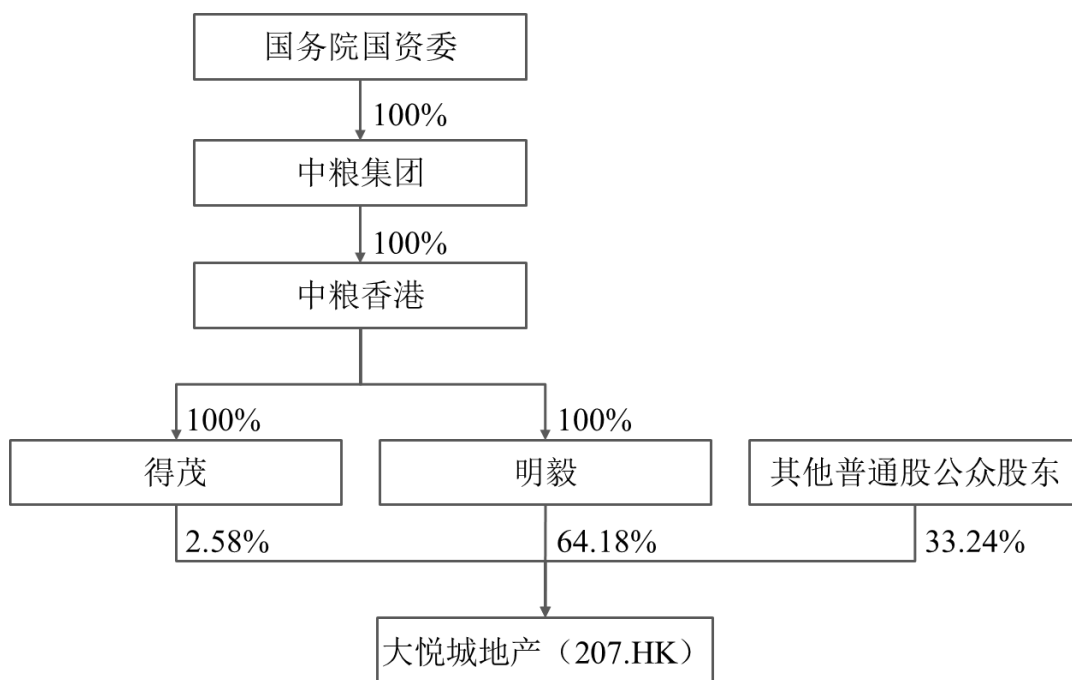 国务院国资委
100%
中粮集团
100%
中粮香港
100%
100%
得茂
明毅
其他普通股公众股东
2.58%
64.18%
33.24%
大悦城地产（207.HK）